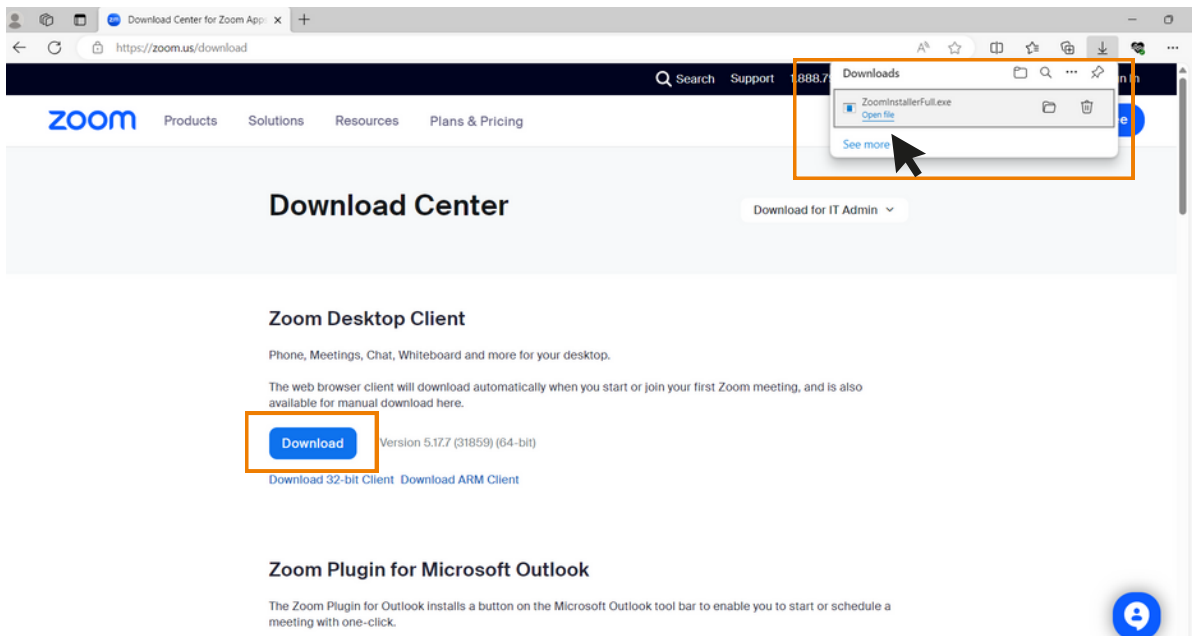 Download Center for Zoom App
https://zoom.us/download
Search Support 1.888.7
n In
Downloads
ZoomInstallerFull.exe
Open file
See more
zoom Products Solutions Resources Plans & Pricing
e
Download Center
Download for IT Admin
Zoom Desktop Client
Phone, Meetings, Chat, Whiteboard and more for your desktop.
The web browser client will download automatically when you start or join your first Zoom meeting, and is also
available for manual download here.
Download Version 5.17.7 (31859) (64-bit)
Download 32-bit Client Download ARM Client
Zoom Plugin for Microsoft Outlook
The Zoom Plugin for Outlook installs a button on the Microsoft Outlook tool bar to enable you to start or schedule a
meeting with one-click.